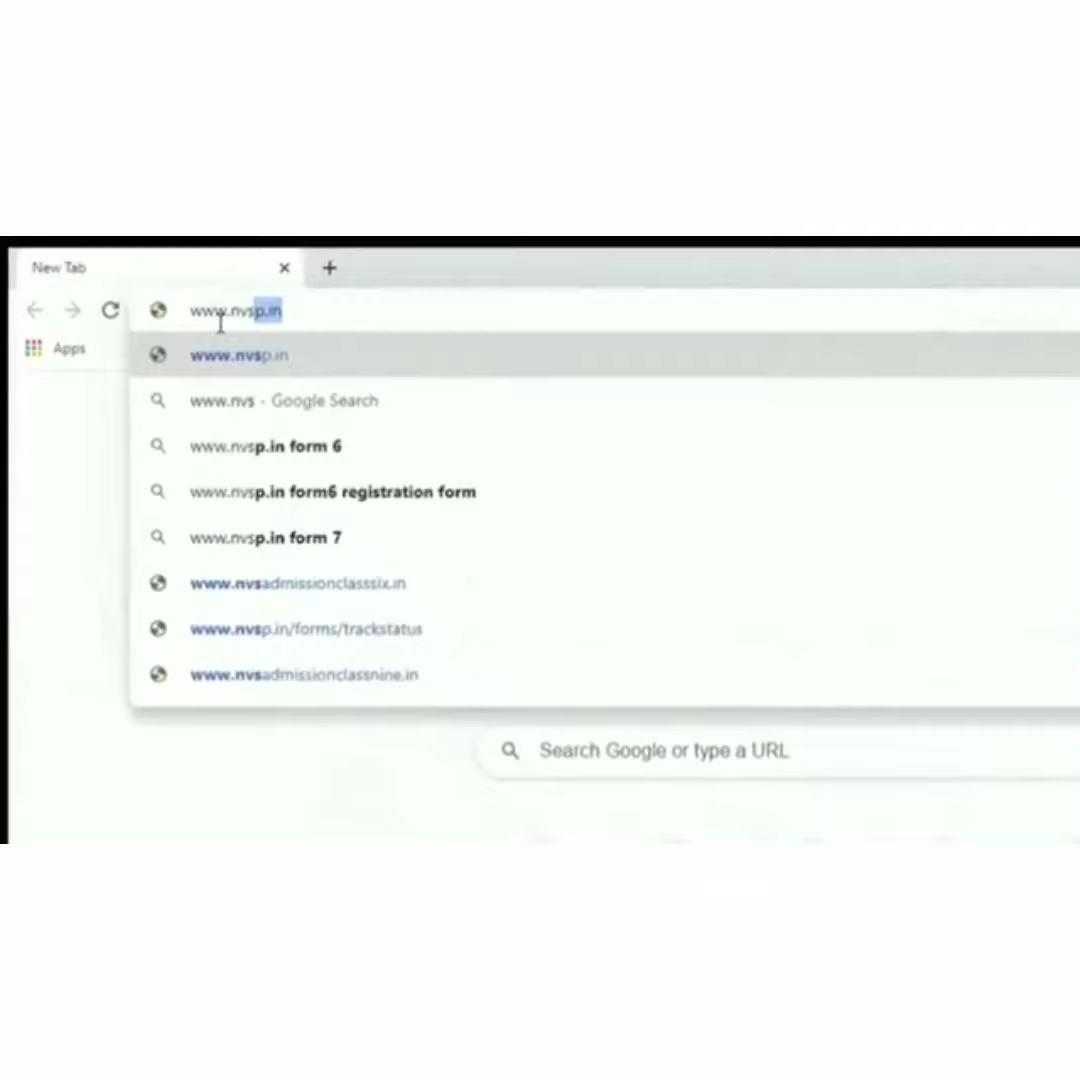 New Tab
www.nvsp.in
Apps
www.nvsp.in
www.nvs - Google Search
www.nvsp.in form 6
www.nvsp.in form6 registration form
www.nvsp.in form 7
www.nvsadmissionclasssix.in
www.nvsp.in/forms/trackstatus
www.nvsadmissionclassnine.in
Search Google or type a URL